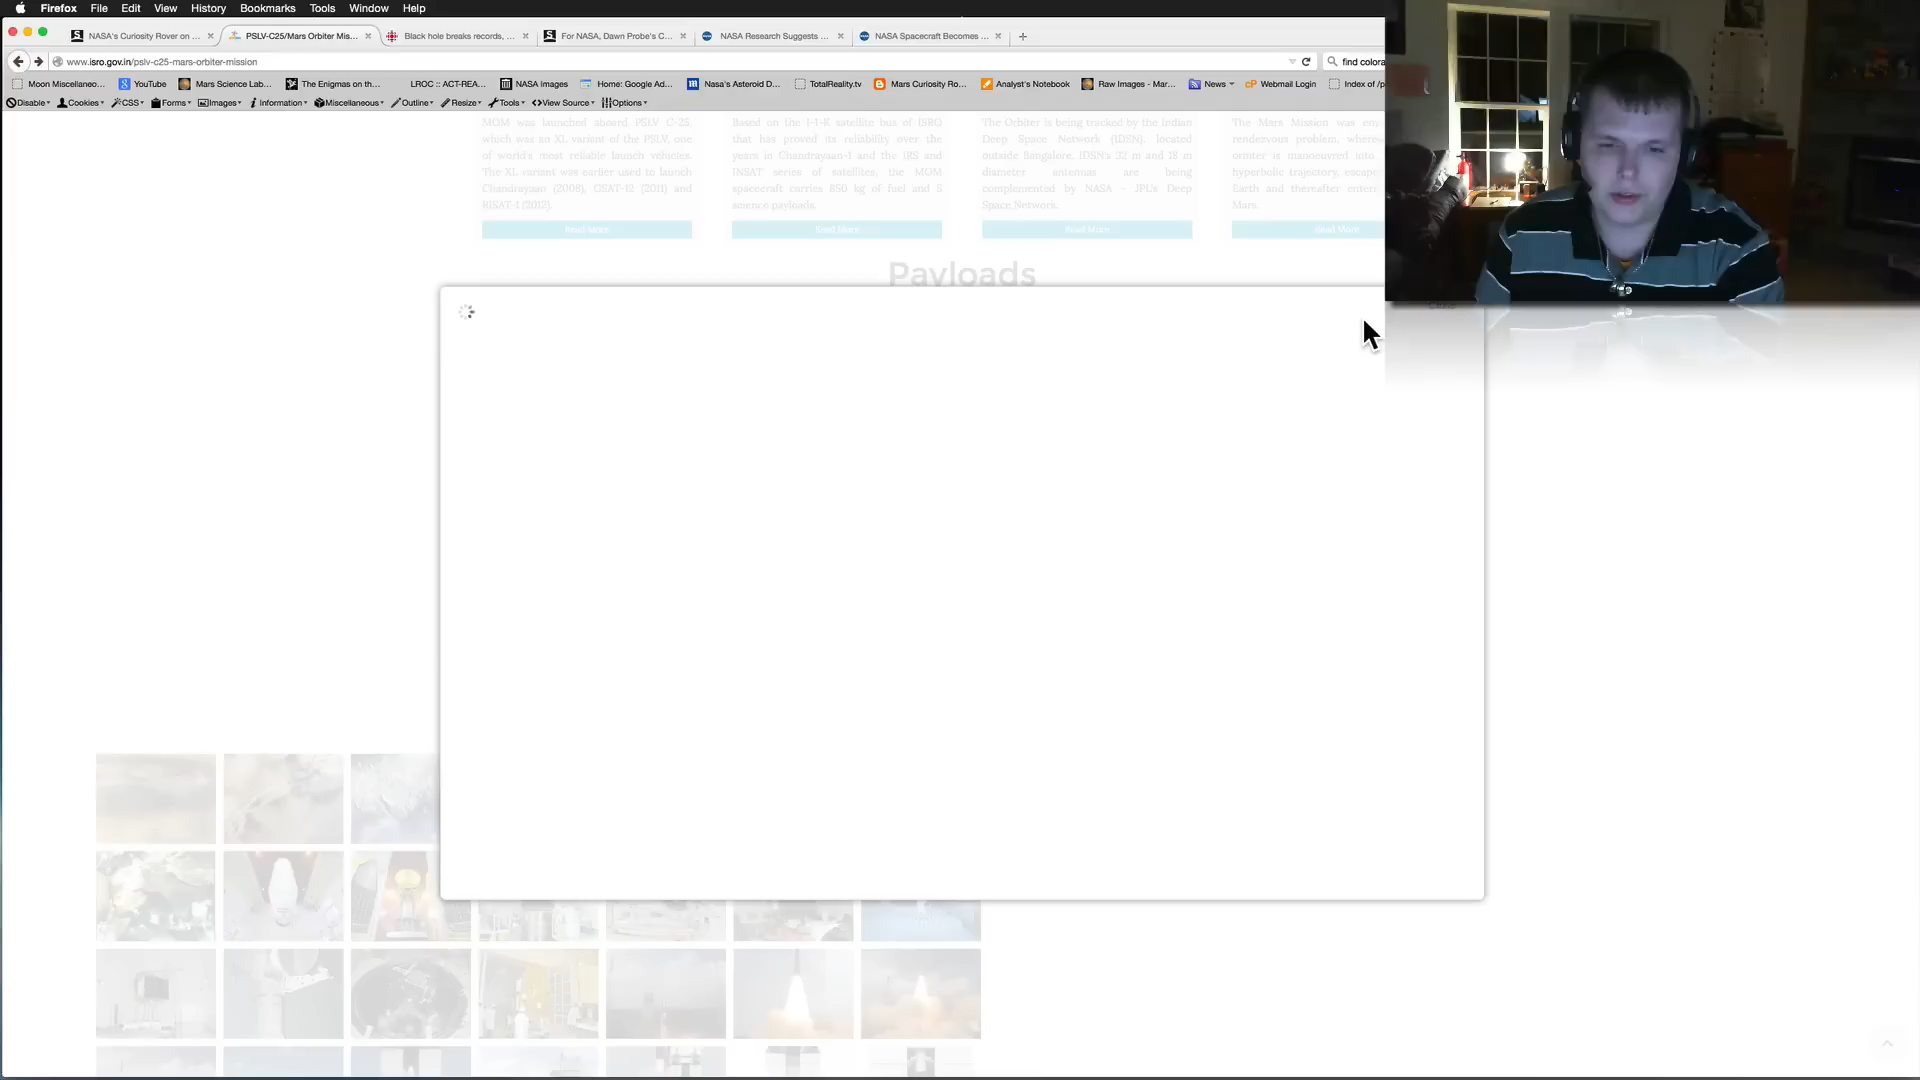 Firefox File Edit View History Bookmarks Tools Window Help
NASA's Curiosity Rover on ... PSLV-C25/Mars Orbiter Mis... Black hole breaks records, ... For NASA, Dawn Probe's C... NASA Research Suggests ... NASA Spacecraft Becomes ...
www.isro.gov.in/pslv-c25-mars-orbiter-mission find colora
Moon Miscellaneo... YouTube Mars Science Lab... The Enigmas on th... LROC :: ACT-REA... NASA Images Home: Google Ad... Nasa's Asteroid D... TotalReality.tv Mars Curiosity Ro... Analyst's Notebook Raw Images - Mar... News Webmail Login Index of /p
Disable Cookies CSS Forms Images Information Miscellaneous Outline Resize Tools View Source Options
MOM was launched aboard PSLV C-25,
which was an XL variant of the PSLV, one
of world's most reliable launch vehicles.
The XL variant was earlier used to launch
Chandrayaan (2008), GSAT-12 (2011) and
RISAT-1 (2012).
Read More
Based on the I-1-K satellite bus of ISRO
that has proved its reliability over the
years in Chandrayaan-1 and the IRS and
INSAT series of satellites, the MOM
spacecraft carries 850 kg of fuel and 5
science payloads.
Read More
The Orbiter is being tracked by the Indian
Deep Space Network (IDSN), located
outside Bangalore. IDSN's 32 m and 18 m
diameter antennas are being
complemented by NASA - JPL's Deep
Space Network.
Read More
The Mars Mission was
rendezvous problem, where
orbiter is manoeuvred into
hyperbolic trajectory, escape
Earth and thereafter enter
Mars.
Read More
Payloads